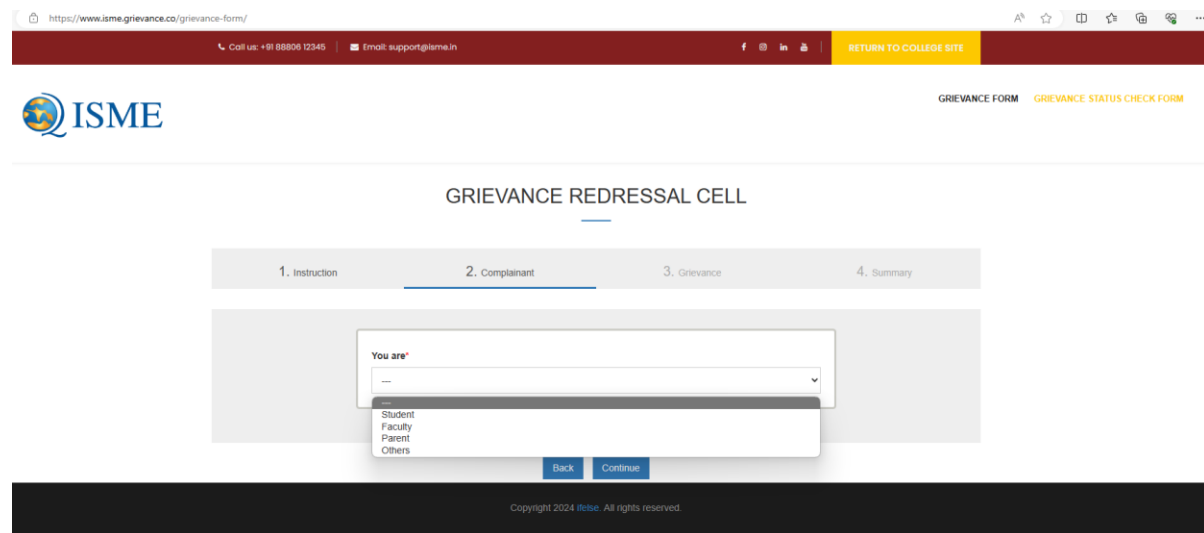 https://www.isme.grievance.co/grievance-form/
Call us: +91 88806 12345 Email: support@isme.in RETURN TO COLLEGE SITE
ISME
GRIEVANCE FORM GRIEVANCE STATUS CHECK FORM
GRIEVANCE REDRESSAL CELL
1. Instruction 2. Complainant 3. Grievance 4. Summary
You are*
---
---
Student
Faculty
Parent
Others
Back Continue
Copyright 2024 ifelse. All rights reserved.